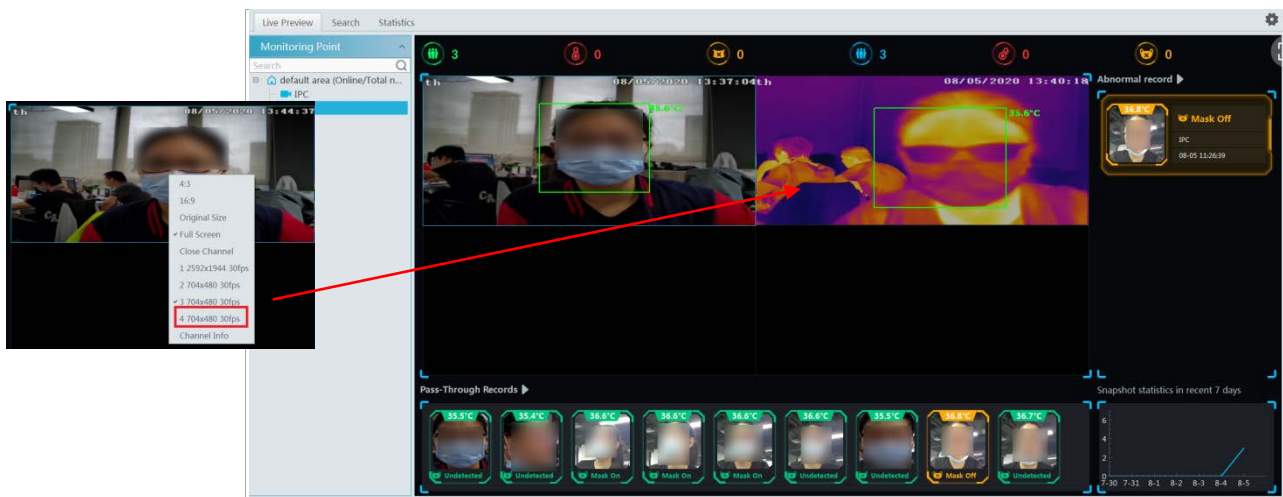 Live Preview Search Statistics
Monitoring Point
Search
default area (Online/Total n...
IPC
3 0 0 3 0 0
th 08/05/2020 13:44:37
4:3
16:9
Original Size
Full Screen
Close Channel
1 2592x1944 30fps
2 704x480 30fps
3 704x480 30fps
4 704x480 30fps
Channel Info
th 08/05/2020 13:37:04
35.6°C
th 08/05/2020 13:40:18
35.6°C
Abnormal record
36.8°C
Mask Off
IPC
08-05 11:26:39
Pass-Through Records
35.5°C Undetected
35.4°C Undetected
36.6°C Mask On
36.6°C Mask On
36.6°C Mask On
36.6°C Undetected
35.5°C Undetected
36.8°C Mask Off
36.7°C Undetected
Snapshot statistics in recent 7 days
6
4
2
0
7-30 7-31 8-1 8-2 8-3 8-4 8-5